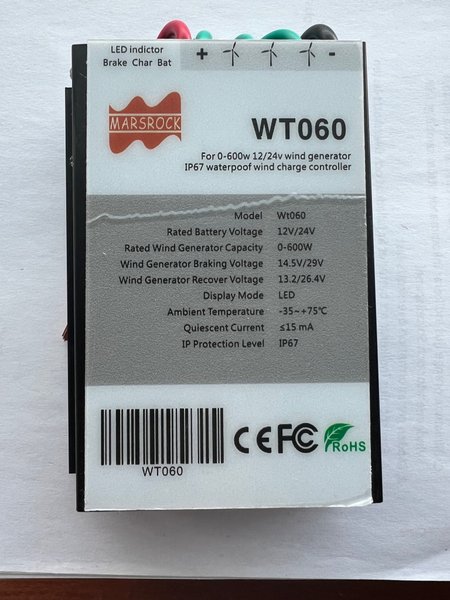 LED indictor
Brake Char Bat
+ -
MARSROCK
WT060
For 0-600w 12/24v wind generator
IP67 waterpoof wind charge controller
Model Wt060
Rated Battery Voltage 12V/24V
Rated Wind Generator Capacity 0-600W
Wind Generator Braking Voltage 14.5V/29V
Wind Generator Recover Voltage 13.2/26.4V
Display Mode LED
Ambient Temperature -35~+75℃
Quiescent Current ≤15 mA
IP Protection Level IP67
WT060
CE FC RoHS